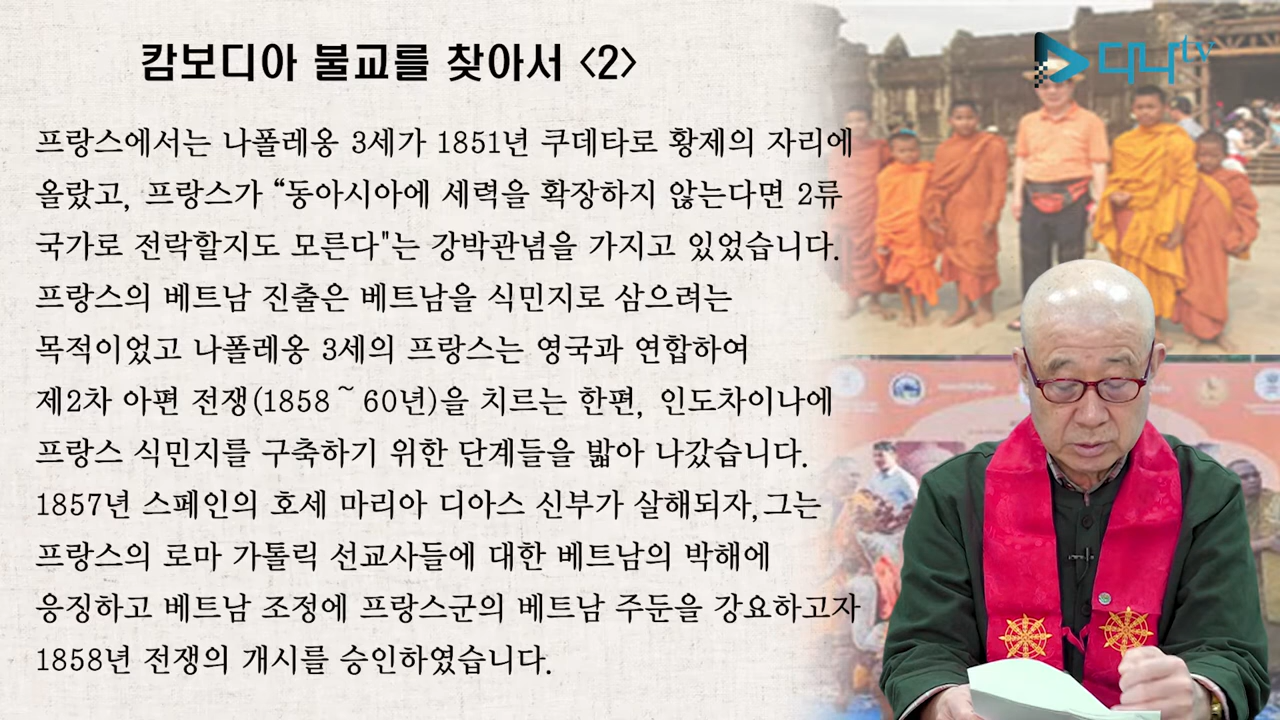 캄보디아 불교를 찾아서 <2>
디나tv
프랑스에서는 나폴레옹 3세가 1851년 쿠데타로 황제의 자리에
올랐고, 프랑스가 “동아시아에 세력을 확장하지 않는다면 2류
국가로 전락할지도 모른다"는 강박관념을 가지고 있었습니다.
프랑스의 베트남 진출은 베트남을 식민지로 삼으려는
목적이었고 나폴레옹 3세의 프랑스는 영국과 연합하여
제2차 아편 전쟁(1858 ~ 60년)을 치르는 한편, 인도차이나에
프랑스 식민지를 구축하기 위한 단계들을 밟아 나갔습니다.
1857년 스페인의 호세 마리아 디아스 신부가 살해되자,그는
프랑스의 로마 가톨릭 선교사들에 대한 베트남의 박해에
응징하고 베트남 조정에 프랑스군의 베트남 주둔을 강요하고자
1858년 전쟁의 개시를 승인하였습니다.